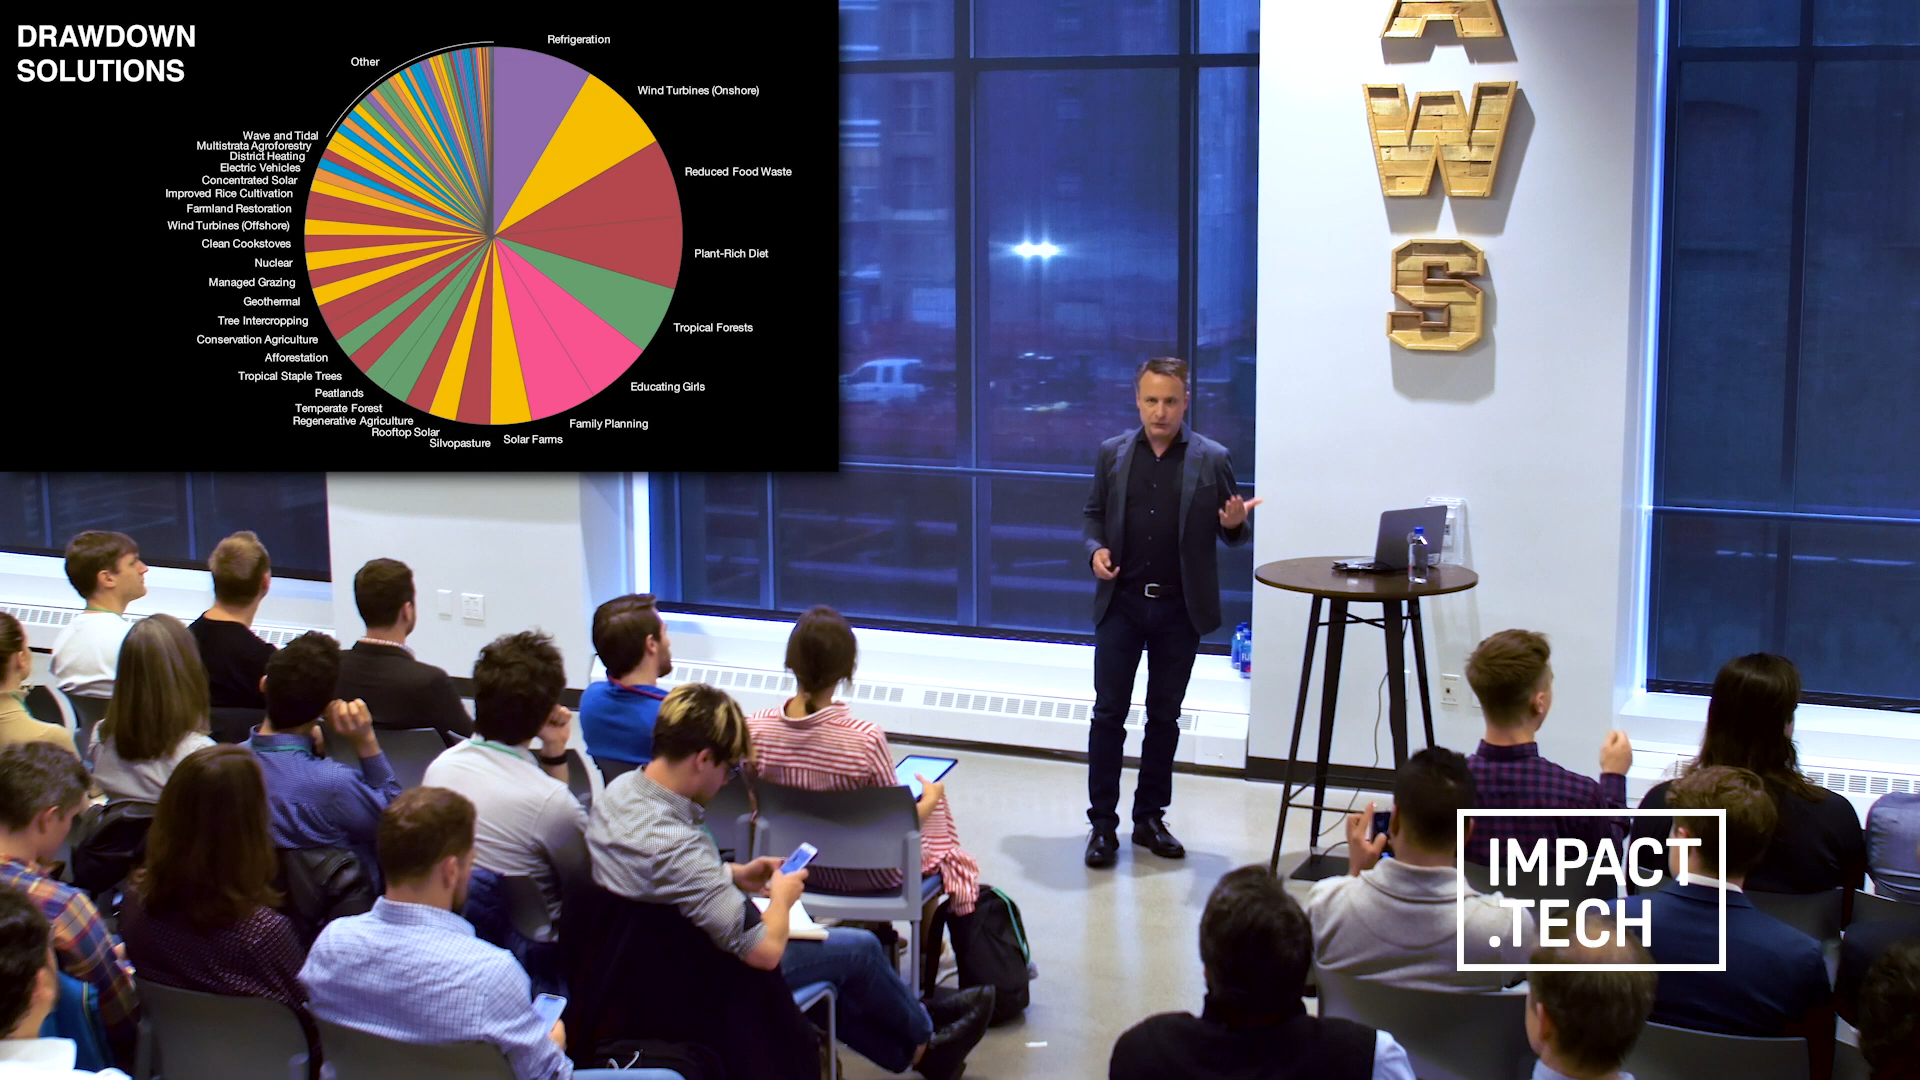 DRAWDOWN
SOLUTIONS
Refrigeration
Wind Turbines (Onshore)
Reduced Food Waste
Plant-Rich Diet
Tropical Forests
Educating Girls
Family Planning
Solar Farms
Silvopasture
Rooftop Solar
Regenerative Agriculture
Temperate Forest
Peatlands
Tropical Staple Trees
Afforestation
Conservation Agriculture
Tree Intercropping
Geothermal
Managed Grazing
Nuclear
Clean Cookstoves
Wind Turbines (Offshore)
Farmland Restoration
Improved Rice Cultivation
Concentrated Solar
Electric Vehicles
District Heating
Multistrata Agroforestry
Wave and Tidal
Other
A
W
S
IMPACT
.TECH